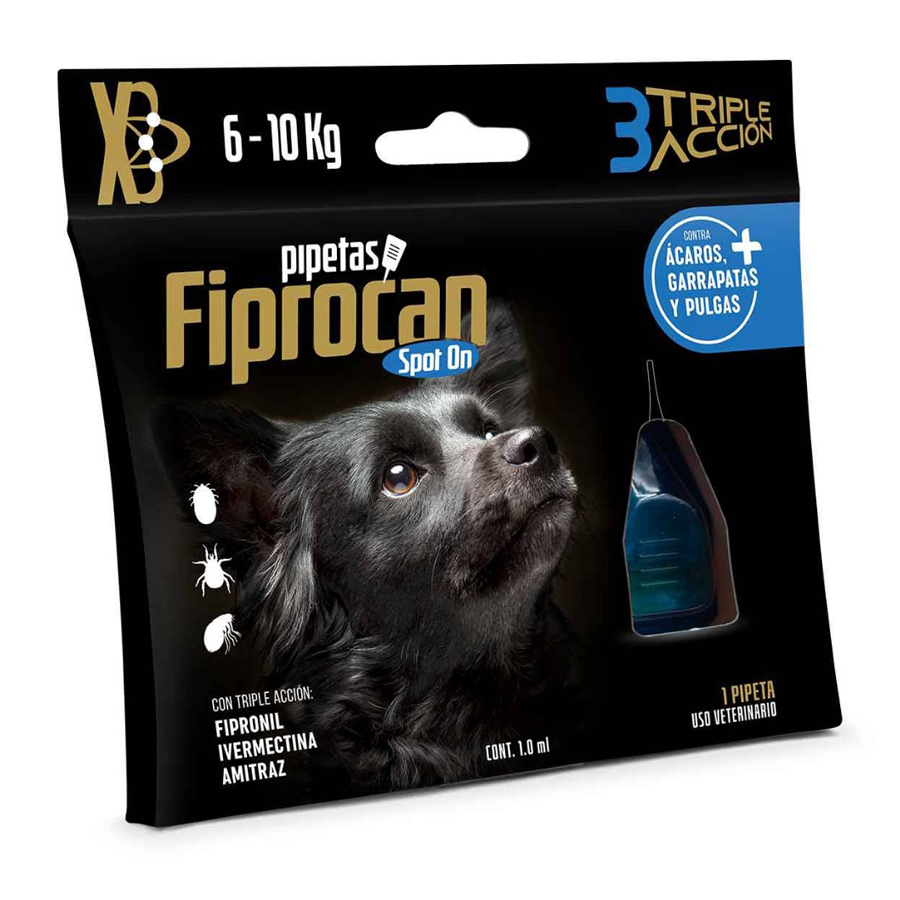 XB
6 - 10 Kg
3 TRIPLE
ACCIÓN
pipetas
Fiprocan
Spot On
CONTRA
ÁCAROS, +
GARRAPATAS
Y PULGAS
CON TRIPLE ACCIÓN:
FIPRONIL
IVERMECTINA
AMITRAZ
CONT. 1.0 ml
1 PIPETA
USO VETERINARIO